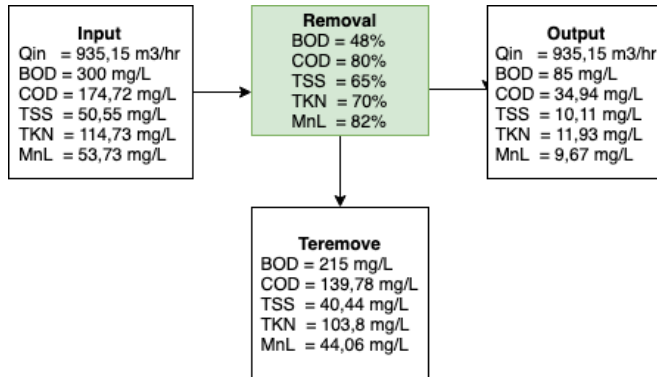 Input
Qin = 935,15 m3/hr
BOD = 300 mg/L
COD = 174,72 mg/L
TSS = 50,55 mg/L
TKN = 114,73 mg/L
MnL = 53,73 mg/L
Removal
BOD = 48%
COD = 80%
TSS = 65%
TKN = 70%
MnL = 82%
Output
Qin = 935,15 m3/hr
BOD = 85 mg/L
COD = 34,94 mg/L
TSS = 10,11 mg/L
TKN = 11,93 mg/L
MnL = 9,67 mg/L
Teremove
BOD = 215 mg/L
COD = 139,78 mg/L
TSS = 40,44 mg/L
TKN = 103,8 mg/L
MnL = 44,06 mg/L